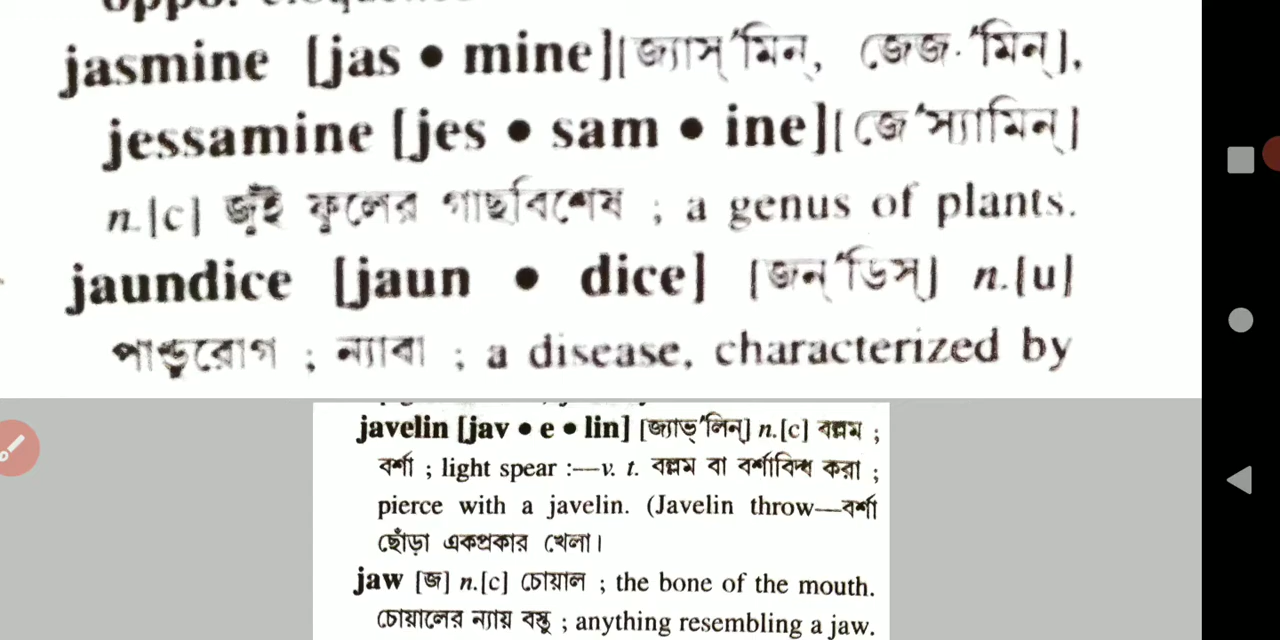 jasmine [jas • mine][জ্যাস্'মিন্, জেজ্.'মিন্],
jessamine [jes • sam • ine][জে'স্যামিন্]
n.[c] জুঁই ফুলের গাছবিশেষ ; a genus of plants.
jaundice [jaun • dice] [জন্'ডিস্] n.[u]
পাণ্ডুরোগ ; ন্যাবা ; a disease, characterized by
javelin [jav • e • lin] [জ্যাভ্'লিন্] n.[c] বল্লম ;
বর্শা ; light spear :—v. t. বল্লম বা বর্শাবিদ্ধ করা ;
pierce with a javelin. (Javelin throw—বর্শা
ছোঁড়া একপ্রকার খেলা।
jaw [জ] n.[c] চোয়াল ; the bone of the mouth.
চোয়ালের ন্যায় বস্তু ; anything resembling a jaw.